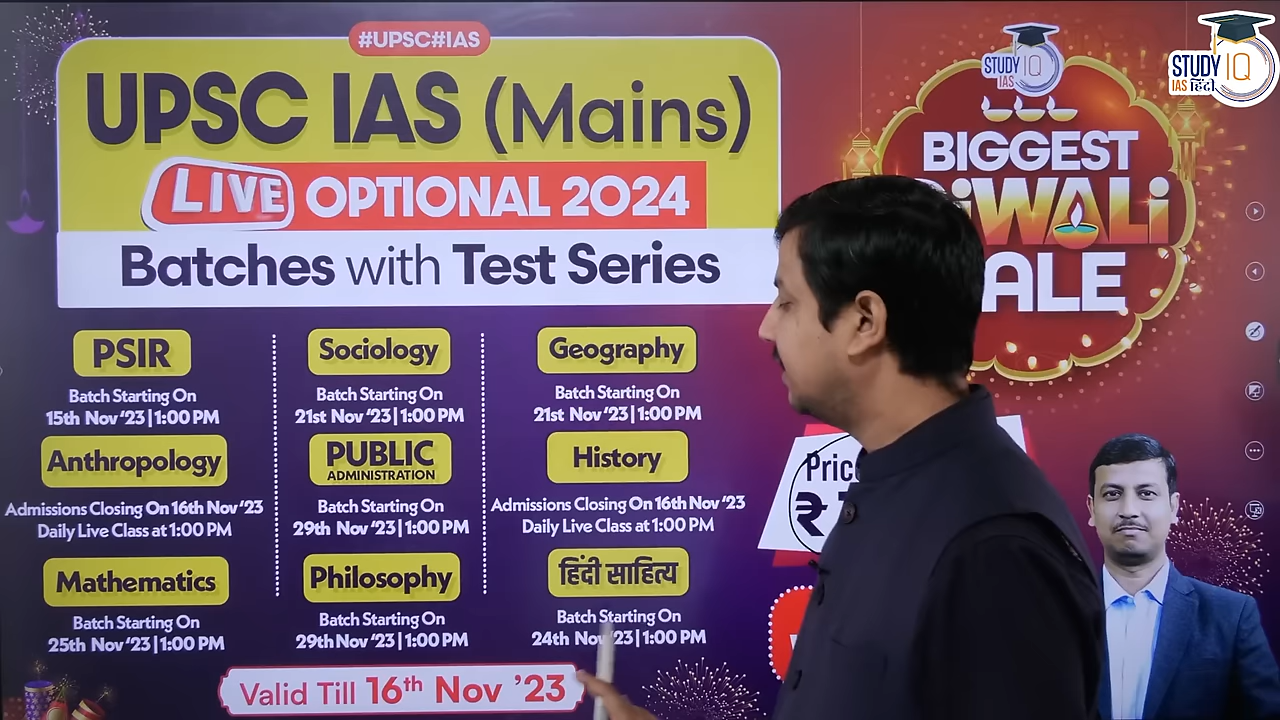 #UPSC#IAS
UPSC IAS (Mains)
LIVE OPTIONAL 2024
Batches with Test Series
PSIR
Batch Starting On
15th Nov '23 | 1:00 PM
Sociology
Batch Starting On
21st Nov '23 | 1:00 PM
Geography
Batch Starting On
21st Nov '23 | 1:00 PM
Anthropology
Admissions Closing On 16th Nov '23
Daily Live Class at 1:00 PM
PUBLIC
ADMINISTRATION
Batch Starting On
29th Nov '23 | 1:00 PM
History
Admissions Closing On 16th Nov '23
Daily Live Class at 1:00 PM
Mathematics
Batch Starting On
25th Nov '23 | 1:00 PM
Philosophy
Batch Starting On
29th Nov '23 | 1:00 PM
हिंदी साहित्य
Batch Starting On
24th Nov '23 | 1:00 PM
Valid Till 16th Nov '23
STUDY IQ
IAS
BIGGEST
STUDY IQ
IAS हिंदी